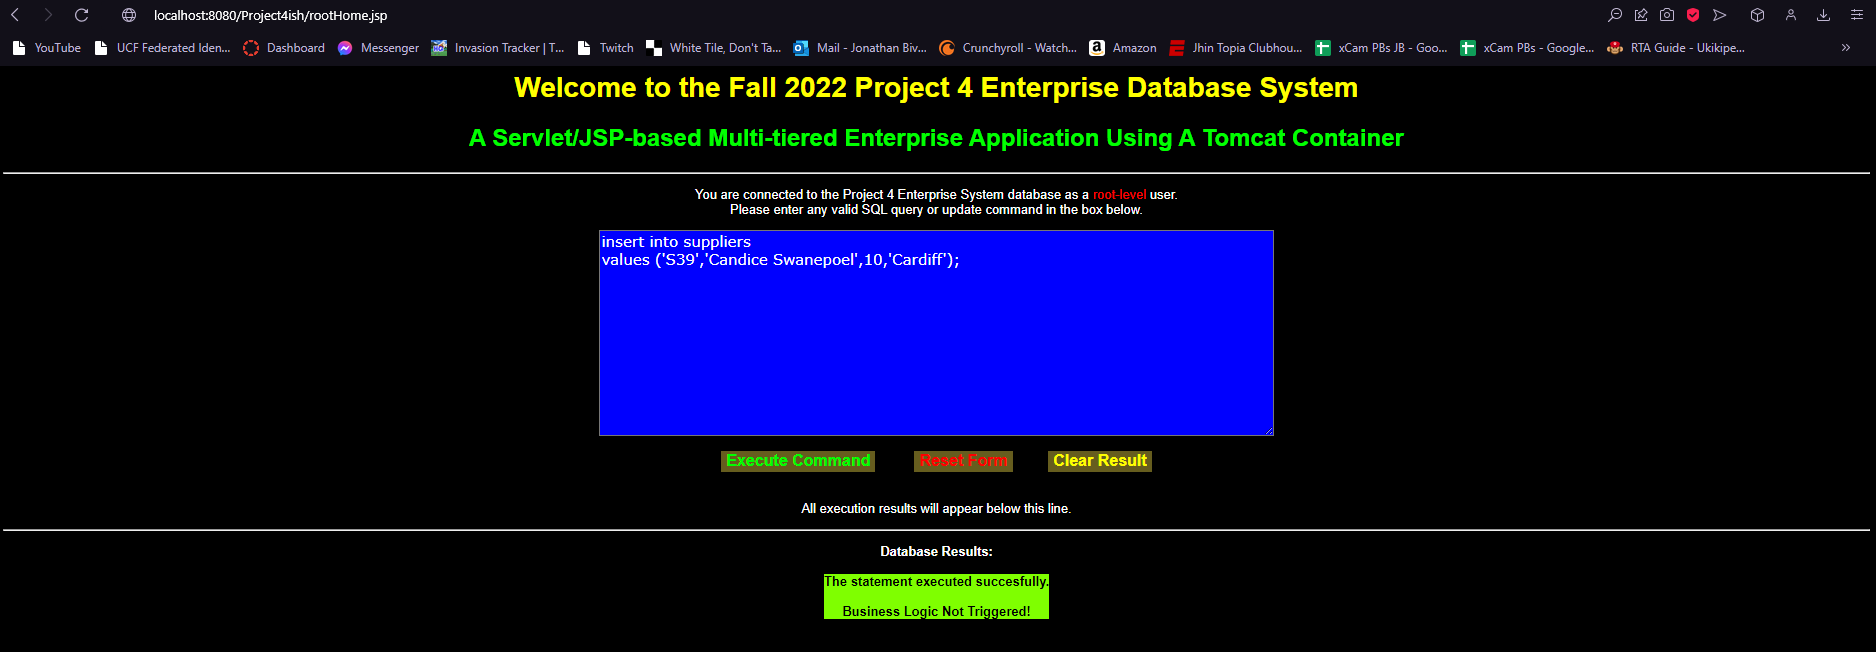 localhost:8080/Project4ish/rootHome.jsp
YouTube UCF Federated Iden... Dashboard Messenger Invasion Tracker | T... Twitch White Tile, Don't Ta... Mail - Jonathan Biv... Crunchyroll - Watch... Amazon Jhin Topia Clubhou... xCam PBs JB - Goo... xCam PBs - Google... RTA Guide - Ukikipe... »
Welcome to the Fall 2022 Project 4 Enterprise Database System
A Servlet/JSP-based Multi-tiered Enterprise Application Using A Tomcat Container
You are connected to the Project 4 Enterprise System database as a root-level user.
Please enter any valid SQL query or update command in the box below.
insert into suppliers
values ('S39','Candice Swanepoel',10,'Cardiff');
Execute Command Reset Form Clear Result
All execution results will appear below this line.
Database Results:
The statement executed succesfully.
Business Logic Not Triggered!